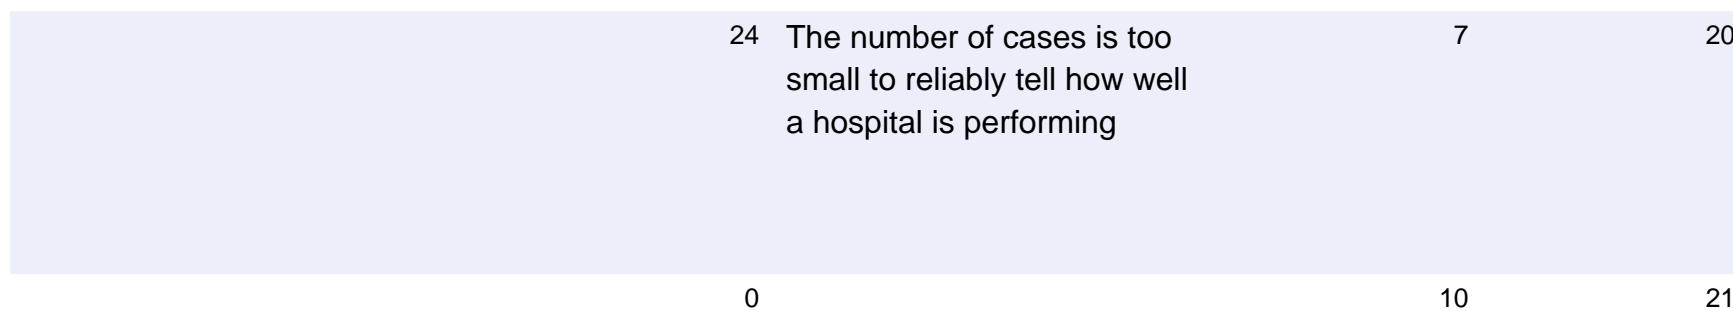 24 The number of cases is too 7 20
small to reliably tell how well
a hospital is performing
0 10 21